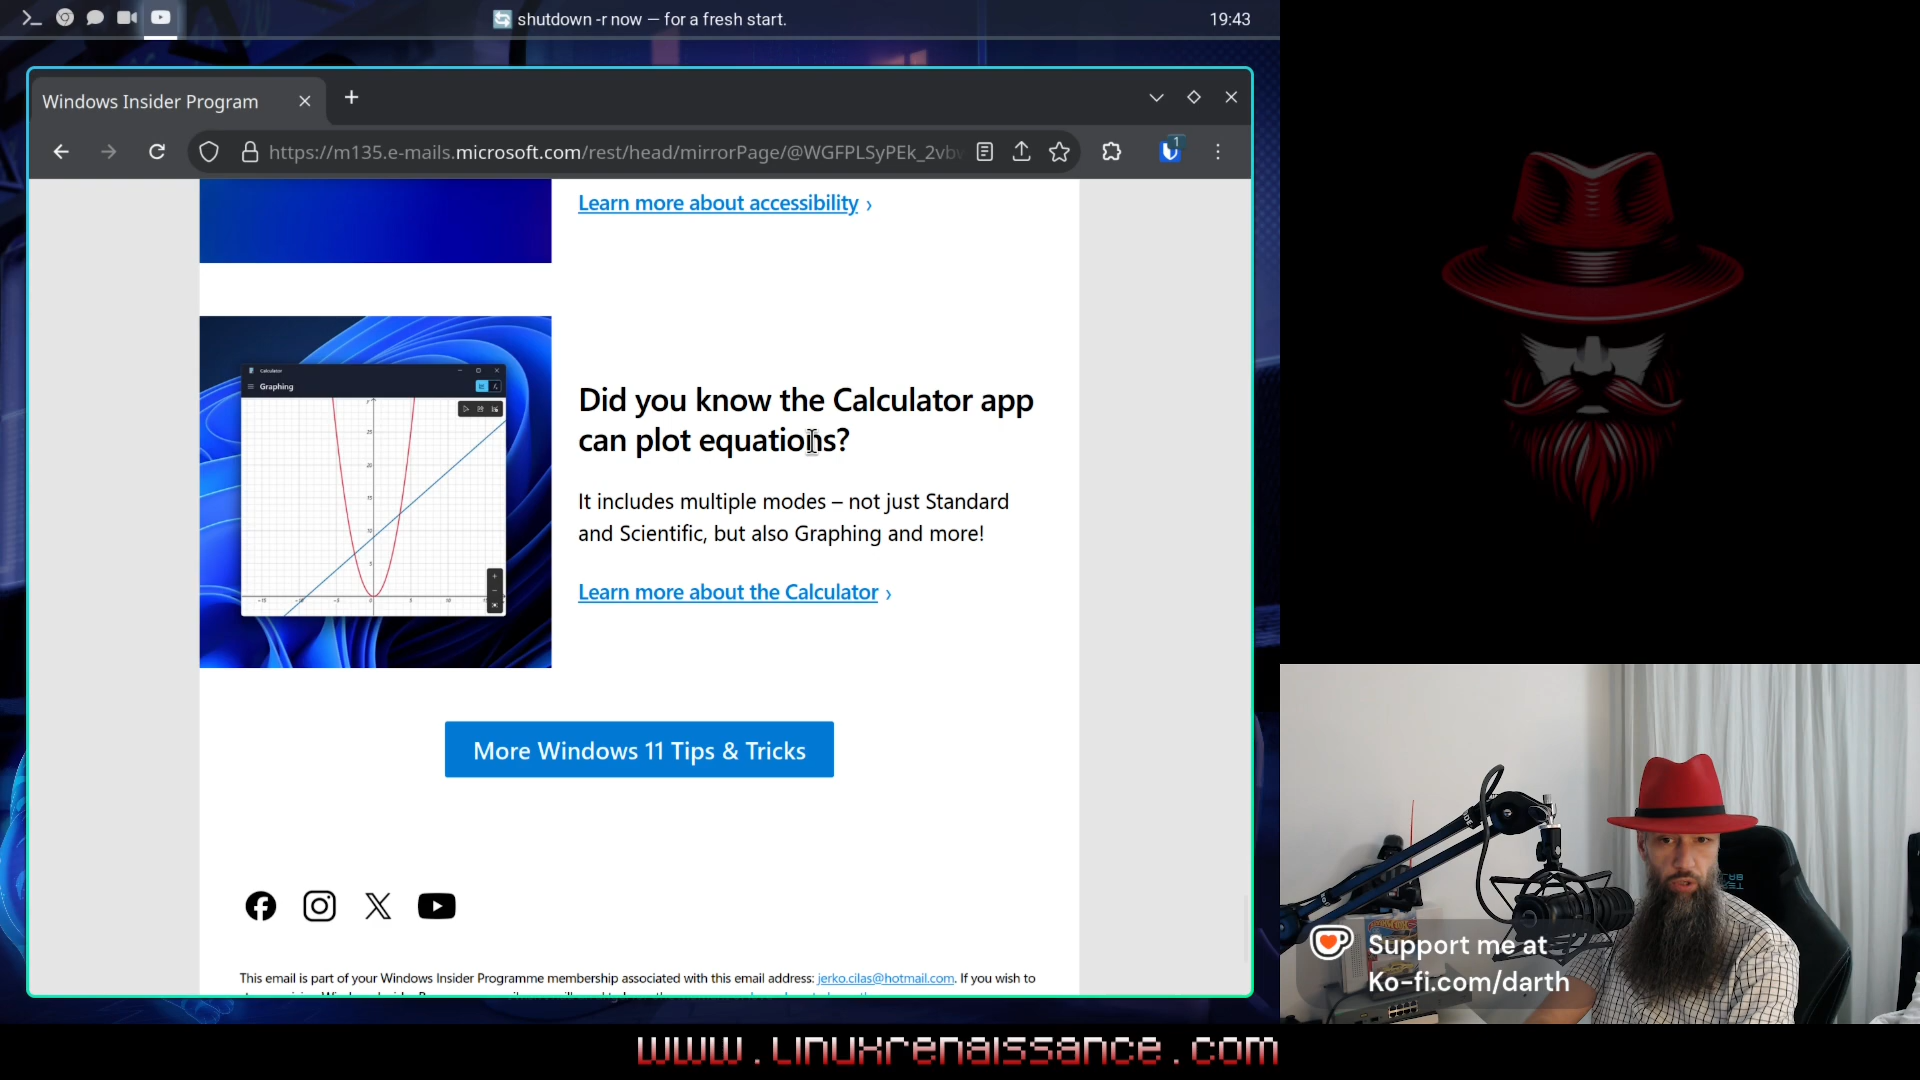 shutdown -r now — for a fresh start.
19:43
Windows Insider Program
https://m135.e-mails.microsoft.com/rest/head/mirrorPage/@WGFPLSyPEk_2vbv
1
Learn more about accessibility ›
Calculator
Graphing
Did you know the Calculator app
can plot equations?
It includes multiple modes – not just Standard
and Scientific, but also Graphing and more!
Learn more about the Calculator ›
More Windows 11 Tips & Tricks
This email is part of your Windows Insider Programme membership associated with this email address: jerko.cilas@hotmail.com. If you wish to
Support me at
Ko-fi.com/darth
www.linuxrenaissance.com